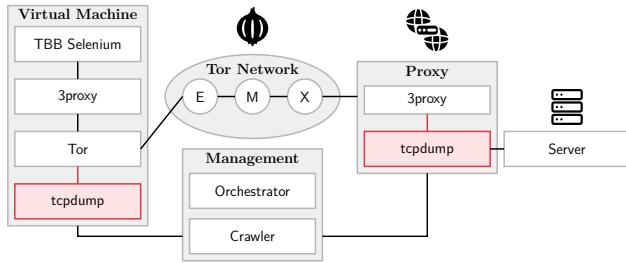 Virtual Machine
TBB Selenium
3proxy
Tor
tcpdump
Tor Network
E M X
Management
Orchestrator
Crawler
Proxy
3proxy
tcpdump
Server